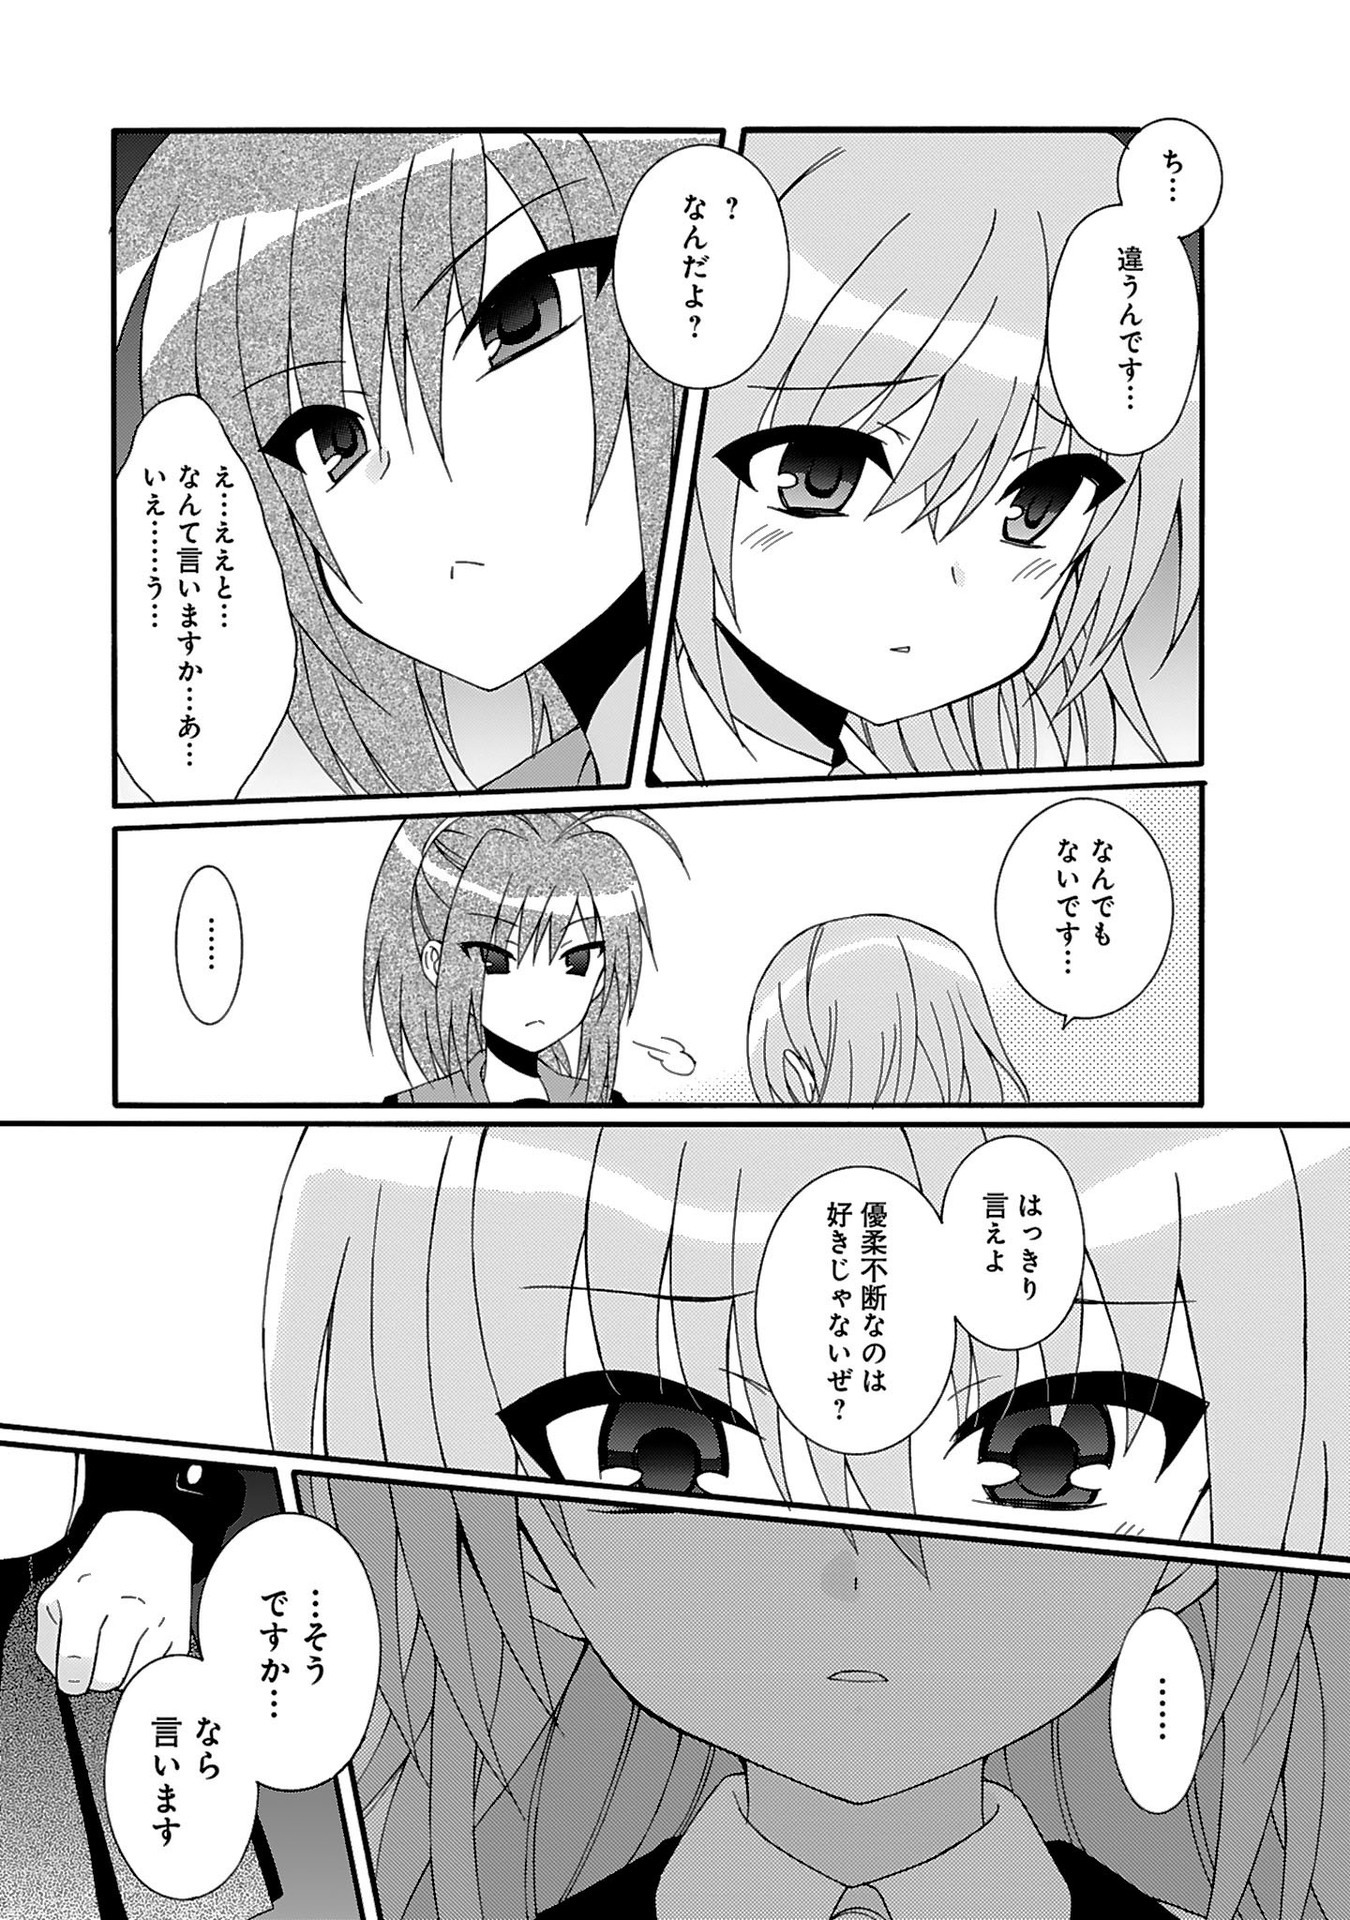 ち…
違うんです…
？
なんだよ？
え…ええと…
なんて言いますか…あ…
いえ……う…
なんでも
ないです…
……
はっきり
言えよ
優柔不断なのは
好きじゃないぜ？
……
…そう
ですか…
なら
言います